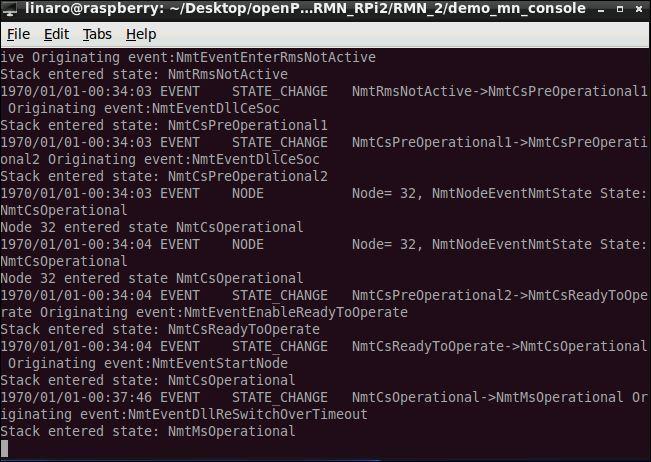 linaro@raspberry: ~/Desktop/openP...RMN_RPi2/RMN_2/demo_mn_console
File Edit Tabs Help
ive Originating event:NmtEventEnterRmsNotActive
Stack entered state: NmtRmsNotActive
1970/01/01-00:34:03 EVENT    STATE_CHANGE   NmtRmsNotActive->NmtCsPreOperational1
 Originating event:NmtEventDllCeSoc
Stack entered state: NmtCsPreOperational1
1970/01/01-00:34:03 EVENT    STATE_CHANGE   NmtCsPreOperational1->NmtCsPreOperati
onal2 Originating event:NmtEventDllCeSoc
Stack entered state: NmtCsPreOperational2
1970/01/01-00:34:03 EVENT    NODE           Node= 32, NmtNodeEventNmtState State:
NmtCsOperational
Node 32 entered state NmtCsOperational
1970/01/01-00:34:04 EVENT    NODE           Node= 32, NmtNodeEventNmtState State:
NmtCsOperational
Node 32 entered state NmtCsOperational
1970/01/01-00:34:04 EVENT    STATE_CHANGE   NmtCsPreOperational2->NmtCsReadyToOpe
rate Originating event:NmtEventEnableReadyToOperate
Stack entered state: NmtCsReadyToOperate
1970/01/01-00:34:04 EVENT    STATE_CHANGE   NmtCsReadyToOperate->NmtCsOperational
 Originating event:NmtEventStartNode
Stack entered state: NmtCsOperational
1970/01/01-00:37:46 EVENT    STATE_CHANGE   NmtCsOperational->NmtMsOperational Or
iginating event:NmtEventDllReSwitchOverTimeout
Stack entered state: NmtMsOperational